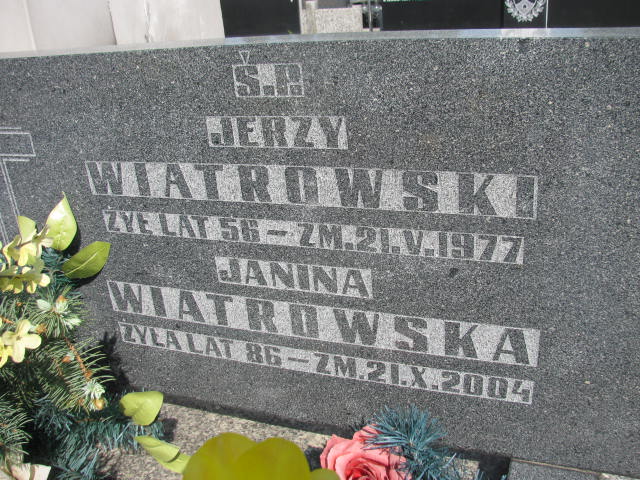 Ś.P.
JERZY
WIATROWSKI
ŻYŁ LAT 56 – ZM. 21.V.1977
JANINA
WIATROWSKA
ŻYŁA LAT 86 – ZM. 21.X.2004